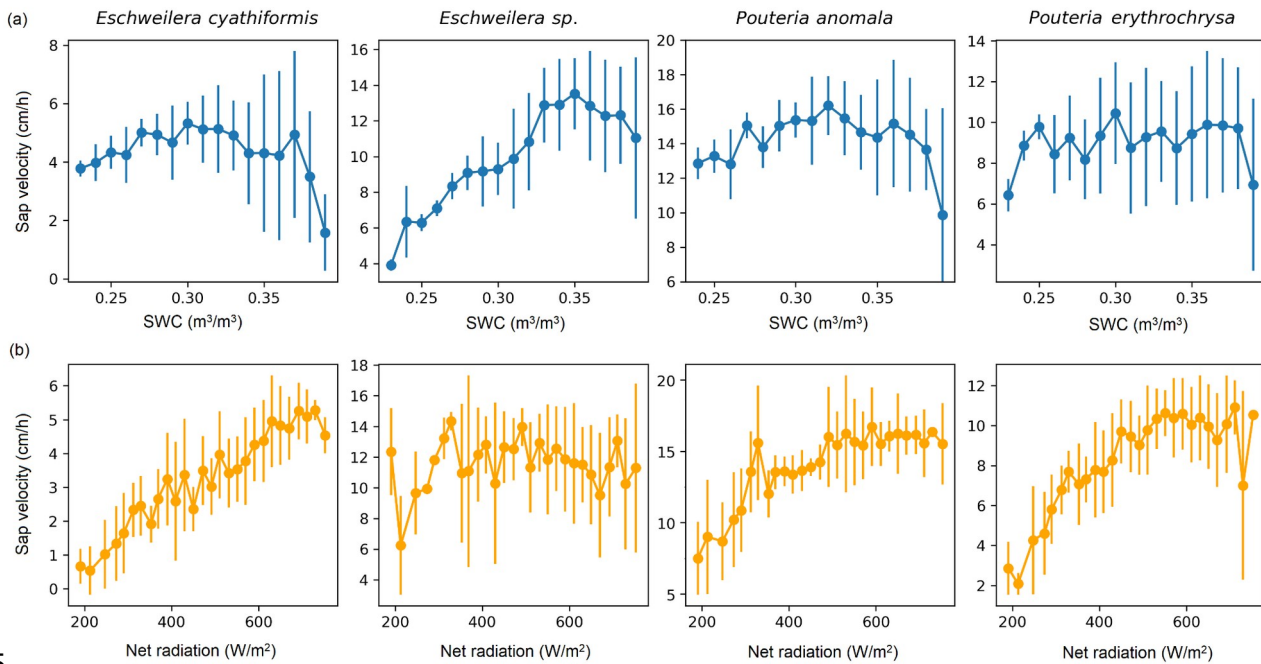 (a)
Eschweilera cyathiformis Eschweilera sp. Pouteria anomala Pouteria erythrochrysa
Sap velocity (cm/h)
8
6
4
2
0
0.25 0.30 0.35
SWC (m³/m³)
16
14
12
10
8
6
4
0.25 0.30 0.35
SWC (m³/m³)
20
18
16
14
12
10
8
6
0.25 0.30 0.35
SWC (m³/m³)
14
12
10
8
6
4
0.25 0.30 0.35
SWC (m³/m³)
(b)
Sap velocity (cm/h)
6
5
4
3
2
1
0
200 400 600
Net radiation (W/m²)
18
16
14
12
10
8
6
4
200 400 600
Net radiation (W/m²)
20
15
10
5
200 400 600
Net radiation (W/m²)
12
10
8
6
4
2
200 400 600
Net radiation (W/m²)